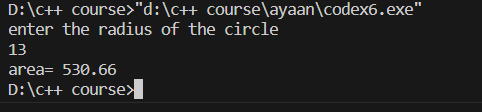 D:\c++ course>"d:\c++ course\ayaan\codex6.exe"
enter the radius of the circle
13
area= 530.66
D:\c++ course>